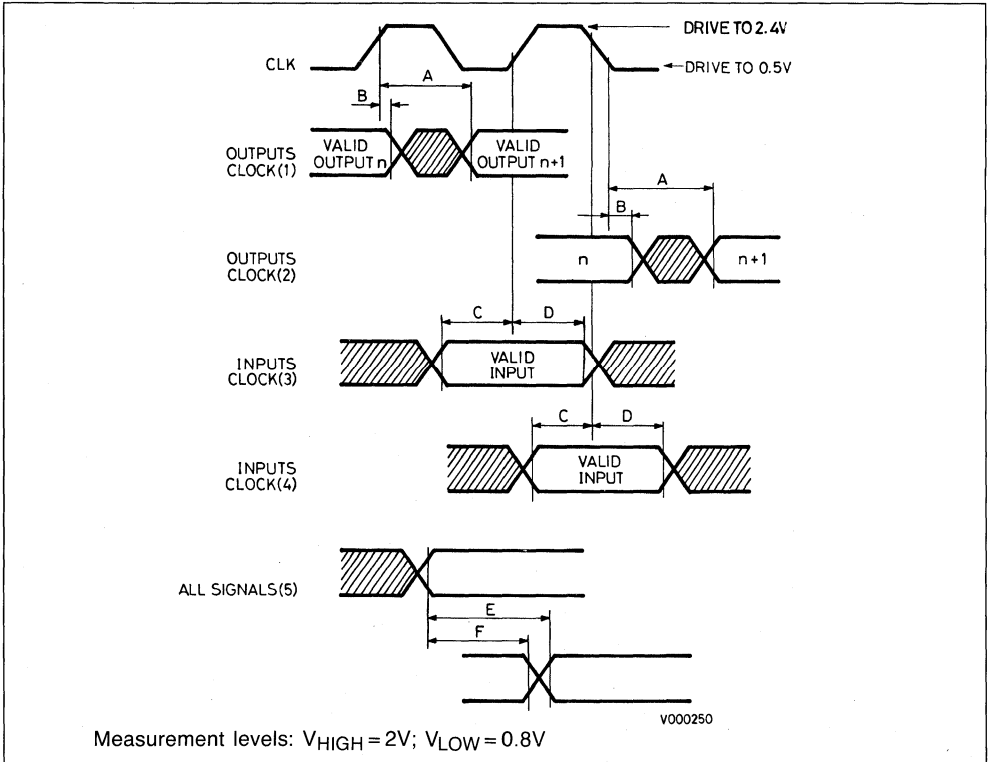 DRIVE TO 2.4V
CLK
DRIVE TO 0.5V
A
B
OUTPUTS
CLOCK(1)
VALID
OUTPUT n
VALID
OUTPUT n+1
A
B
OUTPUTS
CLOCK(2)
n
n+1
C
D
INPUTS
CLOCK(3)
VALID
INPUT
C
D
INPUTS
CLOCK(4)
VALID
INPUT
ALL SIGNALS(5)
E
F
V000250
Measurement levels: VHIGH = 2V; VLOW = 0.8V